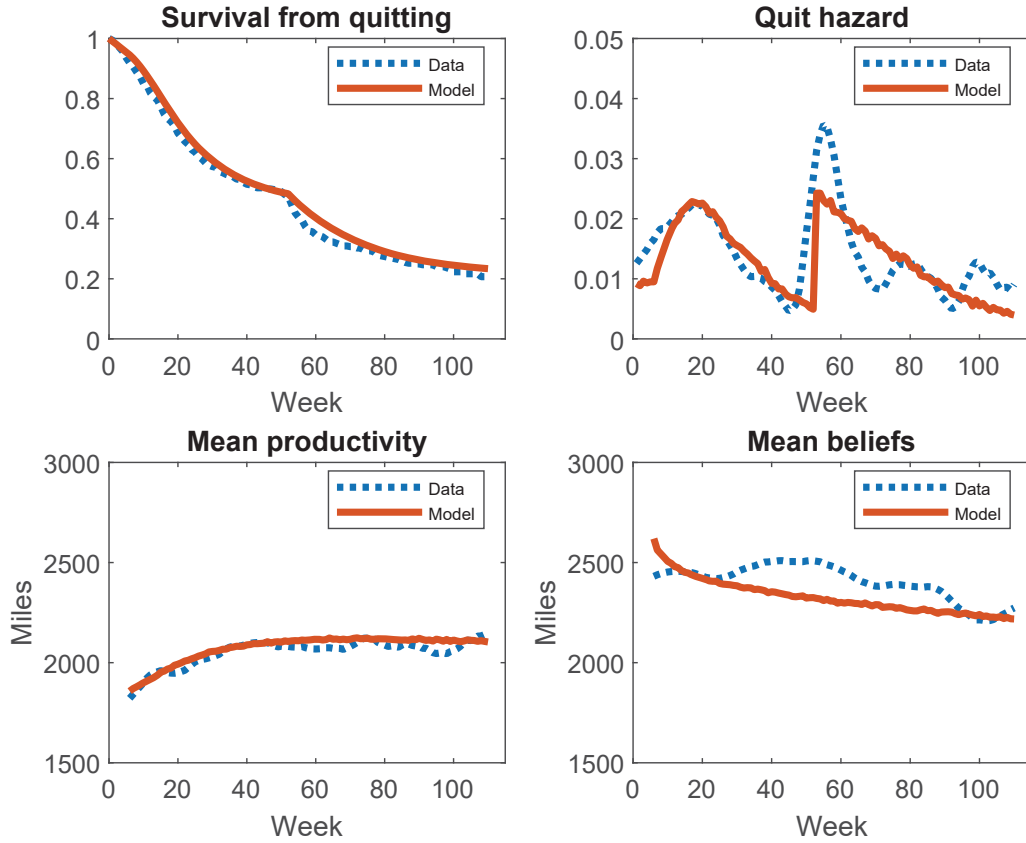 Survival from quitting
1
0.8
0.6
0.4
0.2
0
0 20 40 60 80 100
Week
Data
Model
Quit hazard
0.05
0.04
0.03
0.02
0.01
0
0 20 40 60 80 100
Week
Data
Model
Mean productivity
Miles
3000
2500
2000
1500
0 20 40 60 80 100
Week
Data
Model
Mean beliefs
Miles
3000
2500
2000
1500
0 20 40 60 80 100
Week
Data
Model